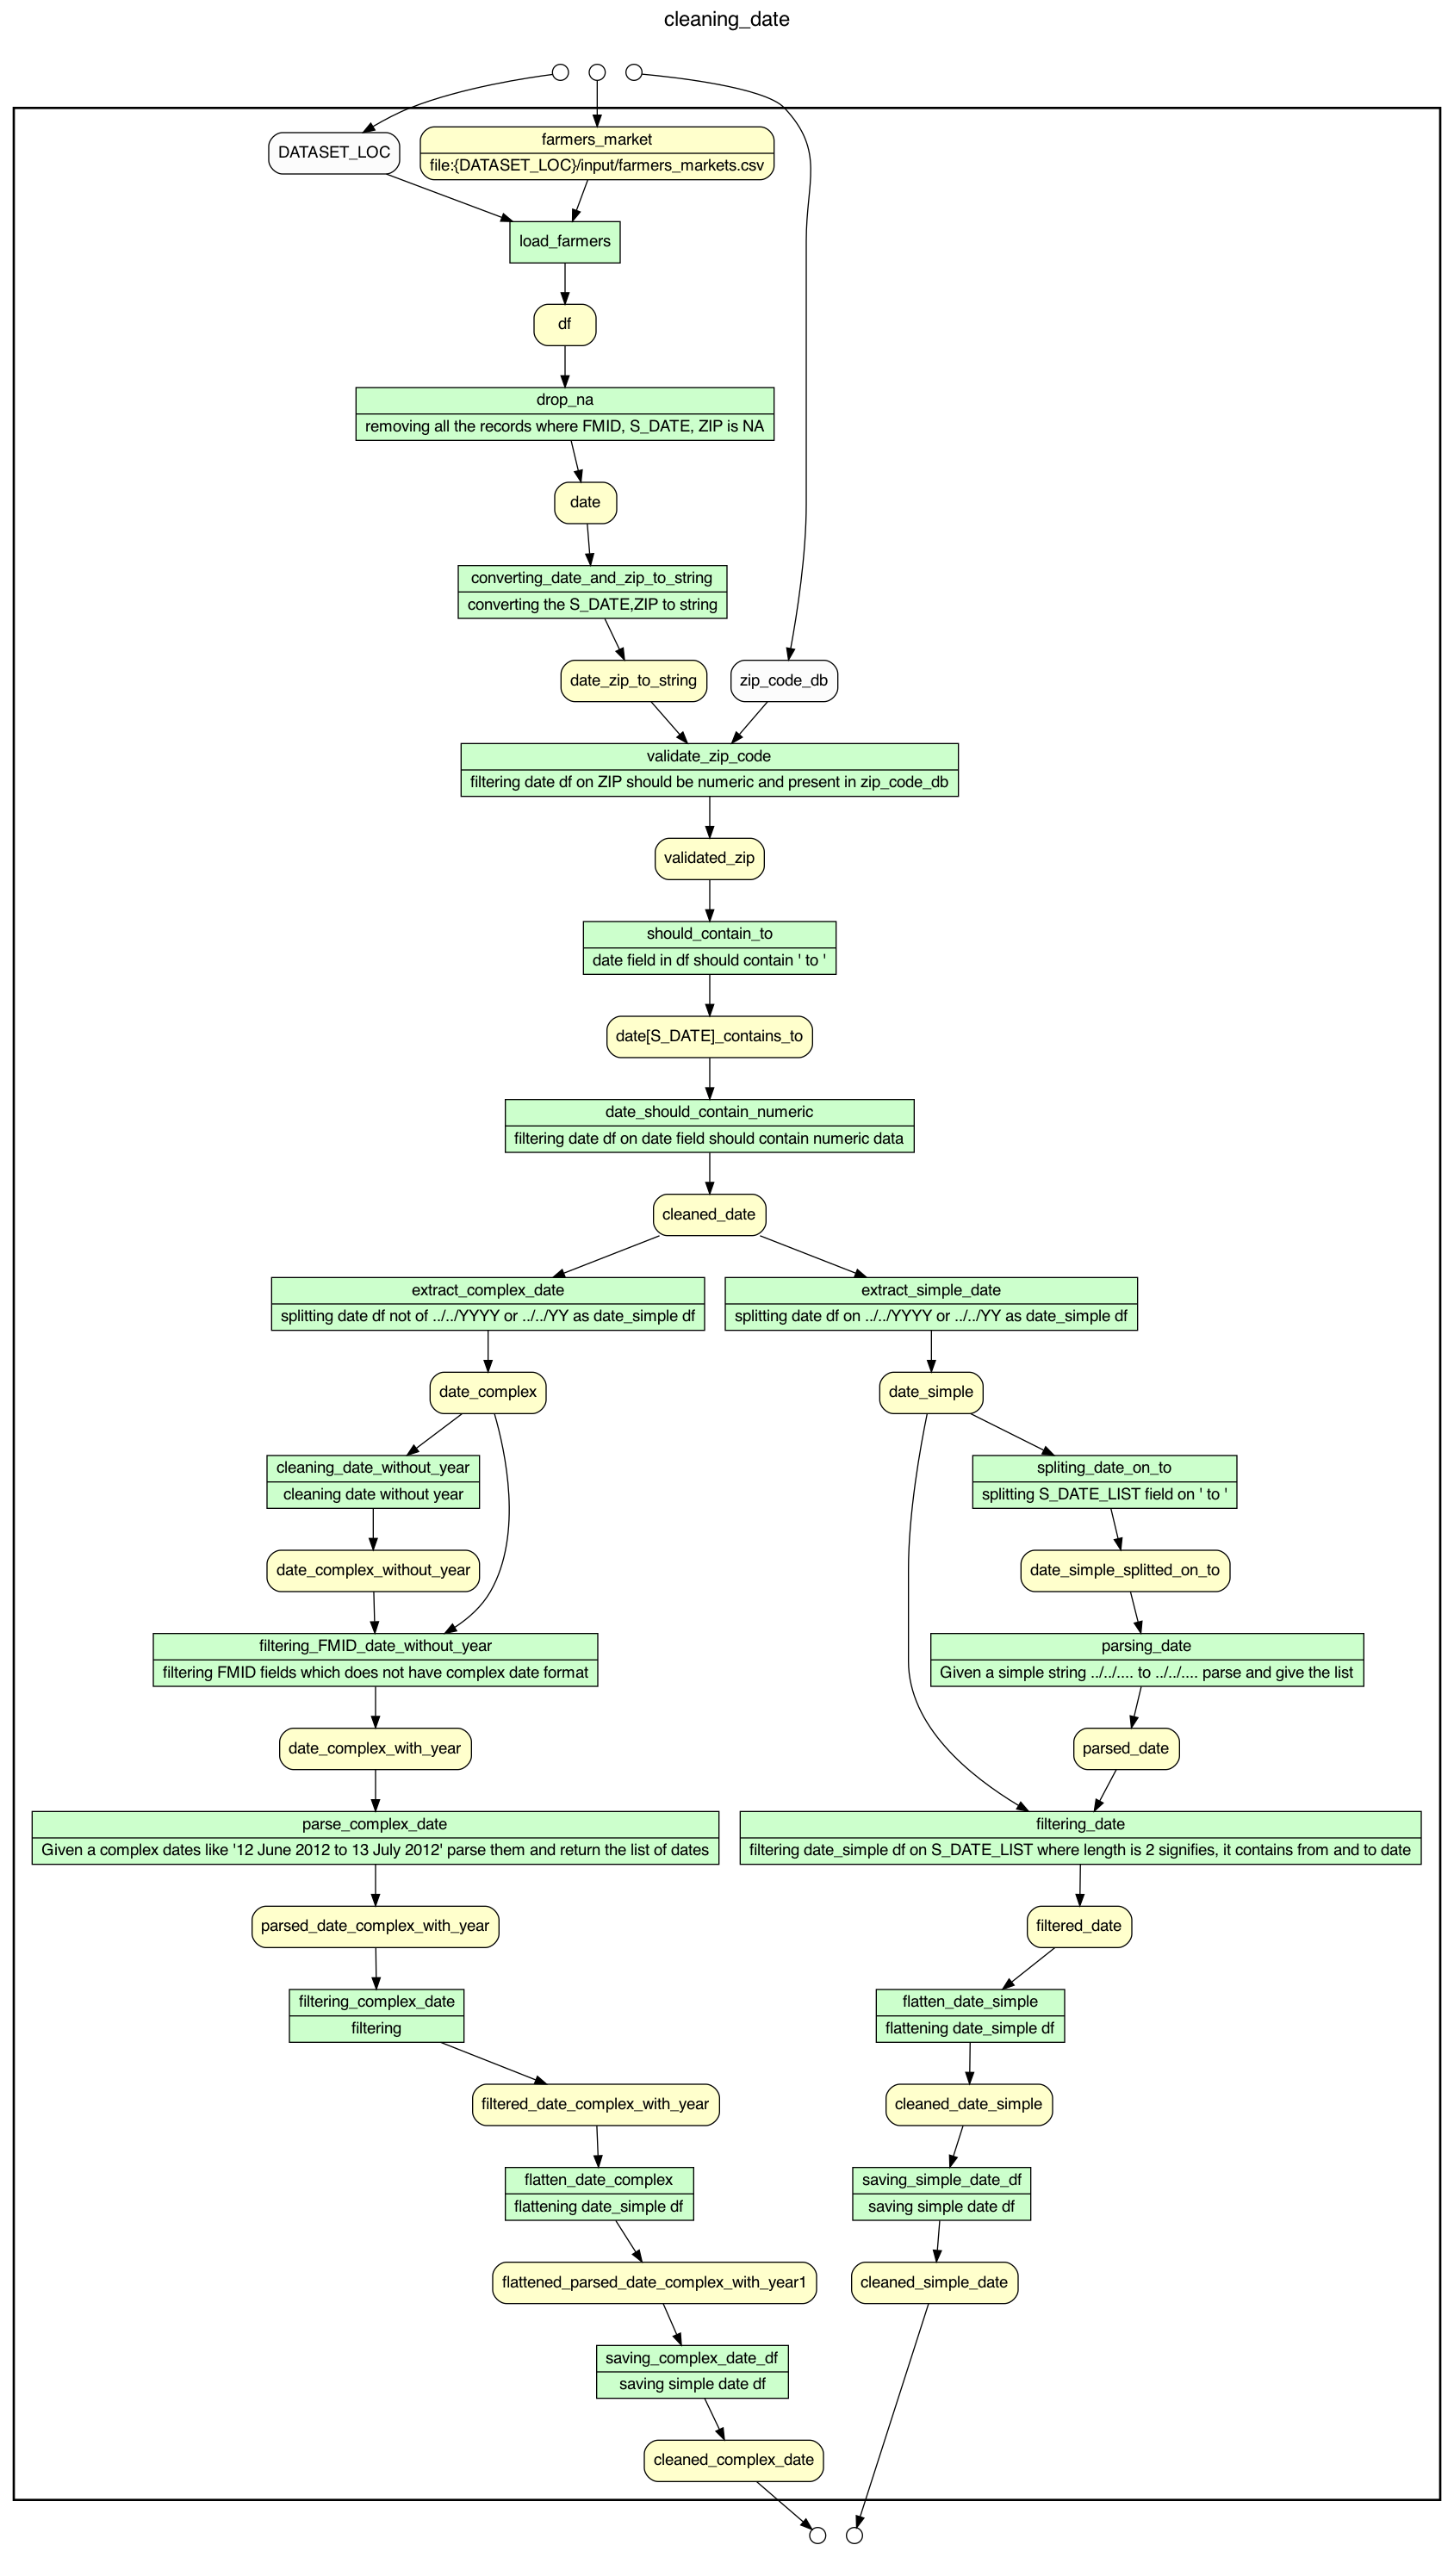 cleaning_date
DATASET_LOC
farmers_market
file:{DATASET_LOC}/input/farmers_markets.csv
load_farmers
df
drop_na
removing all the records where FMID, S_DATE, ZIP is NA
date
converting_date_and_zip_to_string
converting the S_DATE,ZIP to string
date_zip_to_string
zip_code_db
validate_zip_code
filtering date df on ZIP should be numeric and present in zip_code_db
validated_zip
should_contain_to
date field in df should contain ' to '
date[S_DATE]_contains_to
date_should_contain_numeric
filtering date df on date field should contain numeric data
cleaned_date
extract_complex_date
splitting date df not of ../../YYYY or ../../YY as date_simple df
extract_simple_date
splitting date df on ../../YYYY or ../../YY as date_simple df
date_complex
date_simple
cleaning_date_without_year
cleaning date without year
spliting_date_on_to
splitting S_DATE_LIST field on ' to '
date_complex_without_year
date_simple_splitted_on_to
filtering_FMID_date_without_year
filtering FMID fields which does not have complex date format
parsing_date
Given a simple string ../../.... to ../../.... parse and give the list
date_complex_with_year
parsed_date
parse_complex_date
Given a complex dates like '12 June 2012 to 13 July 2012' parse them and return the list of dates
filtering_date
filtering date_simple df on S_DATE_LIST where length is 2 signifies, it contains from and to date
parsed_date_complex_with_year
filtered_date
filtering_complex_date
filtering
flatten_date_simple
flattening date_simple df
filtered_date_complex_with_year
cleaned_date_simple
flatten_date_complex
flattening date_simple df
saving_simple_date_df
saving simple date df
flattened_parsed_date_complex_with_year1
cleaned_simple_date
saving_complex_date_df
saving simple date df
cleaned_complex_date